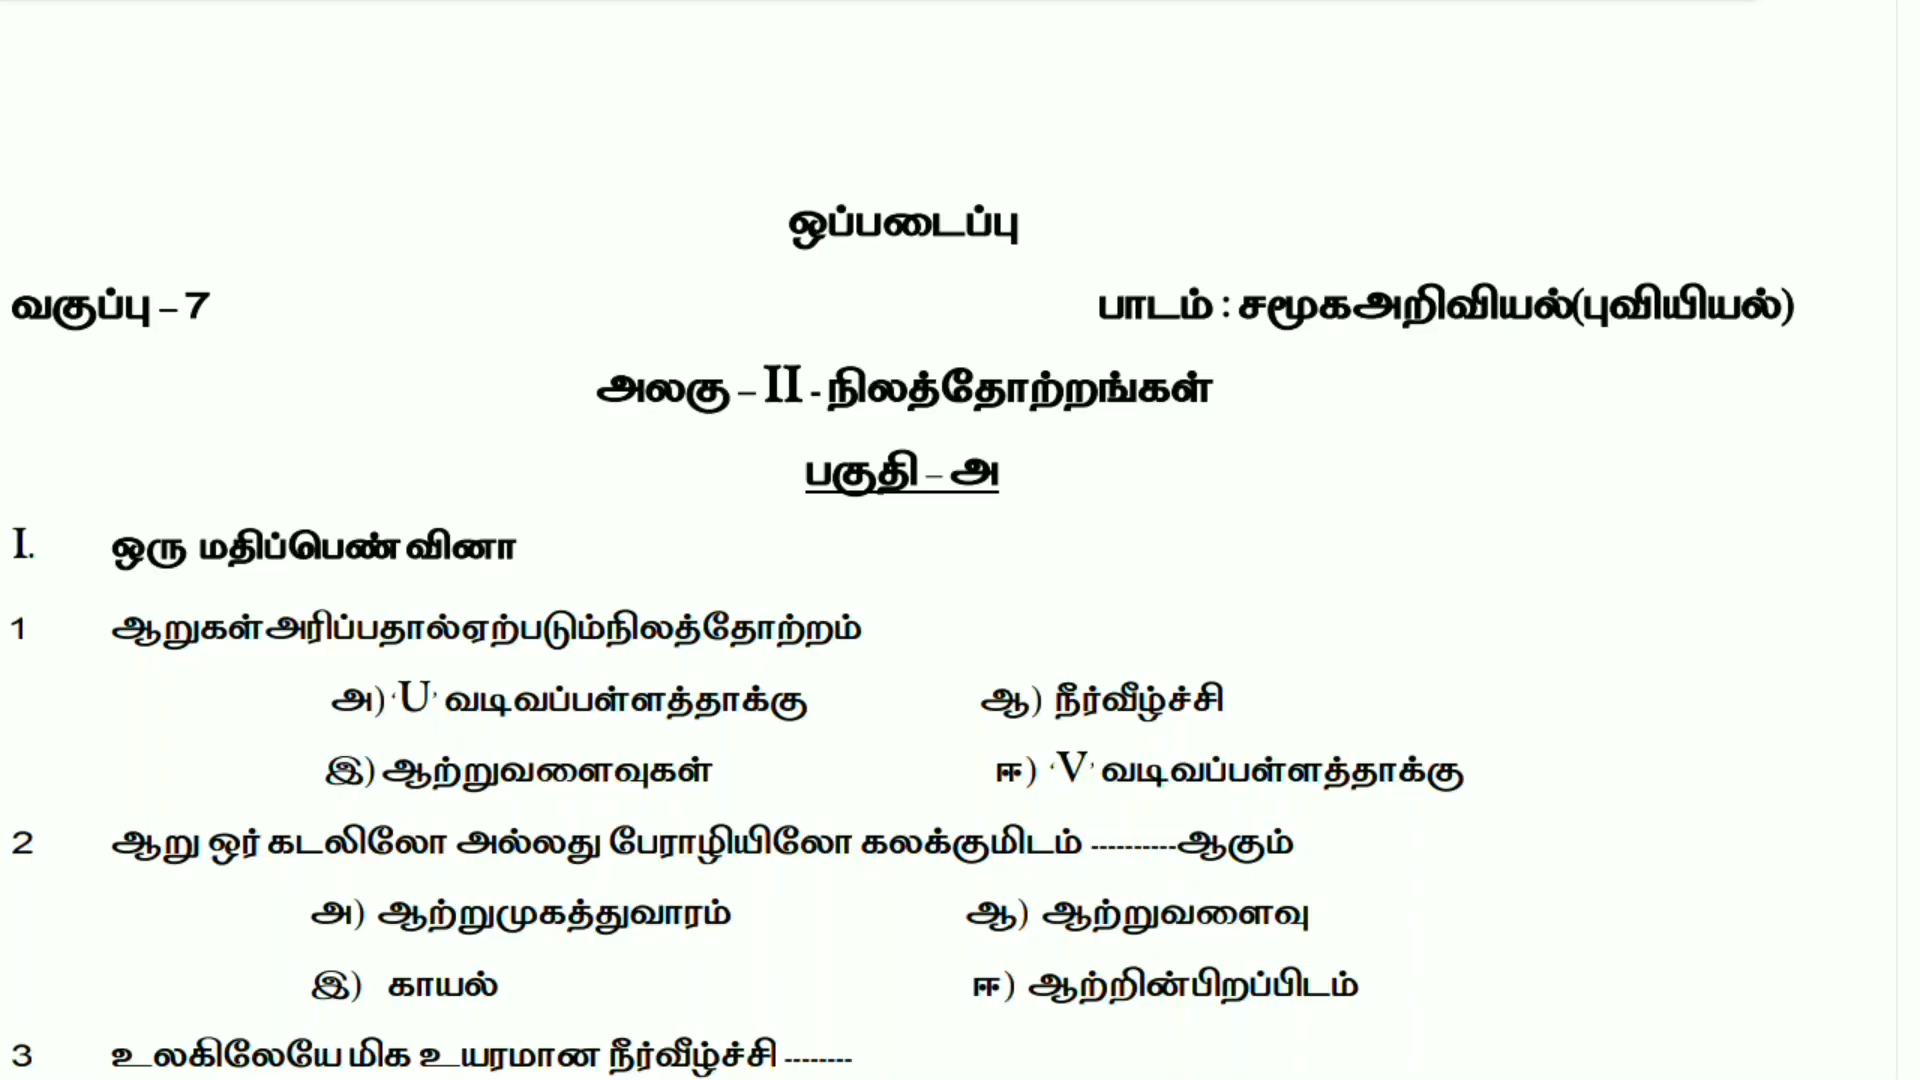 ஒப்படைப்பு
வகுப்பு – 7 பாடம் : சமூகஅறிவியல்(புவியியல்)
அலகு – II - நிலத்தோற்றங்கள்
பகுதி – அ
I. ஒரு மதிப்பெண் வினா
1 ஆறுகள்அரிப்பதால்ஏற்படும்நிலத்தோற்றம்
அ) ‘U’ வடிவப்பள்ளத்தாக்கு ஆ) நீர்வீழ்ச்சி
இ) ஆற்றுவளைவுகள் ஈ) ‘V’ வடிவப்பள்ளத்தாக்கு
2 ஆறு ஒர் கடலிலோ அல்லது பேராழியிலோ கலக்குமிடம் ----------ஆகும்
அ) ஆற்றுமுகத்துவாரம் ஆ) ஆற்றுவளைவு
இ) காயல் ஈ) ஆற்றின்பிறப்பிடம்
3 உலகிலேயே மிக உயரமான நீர்வீழ்ச்சி --------